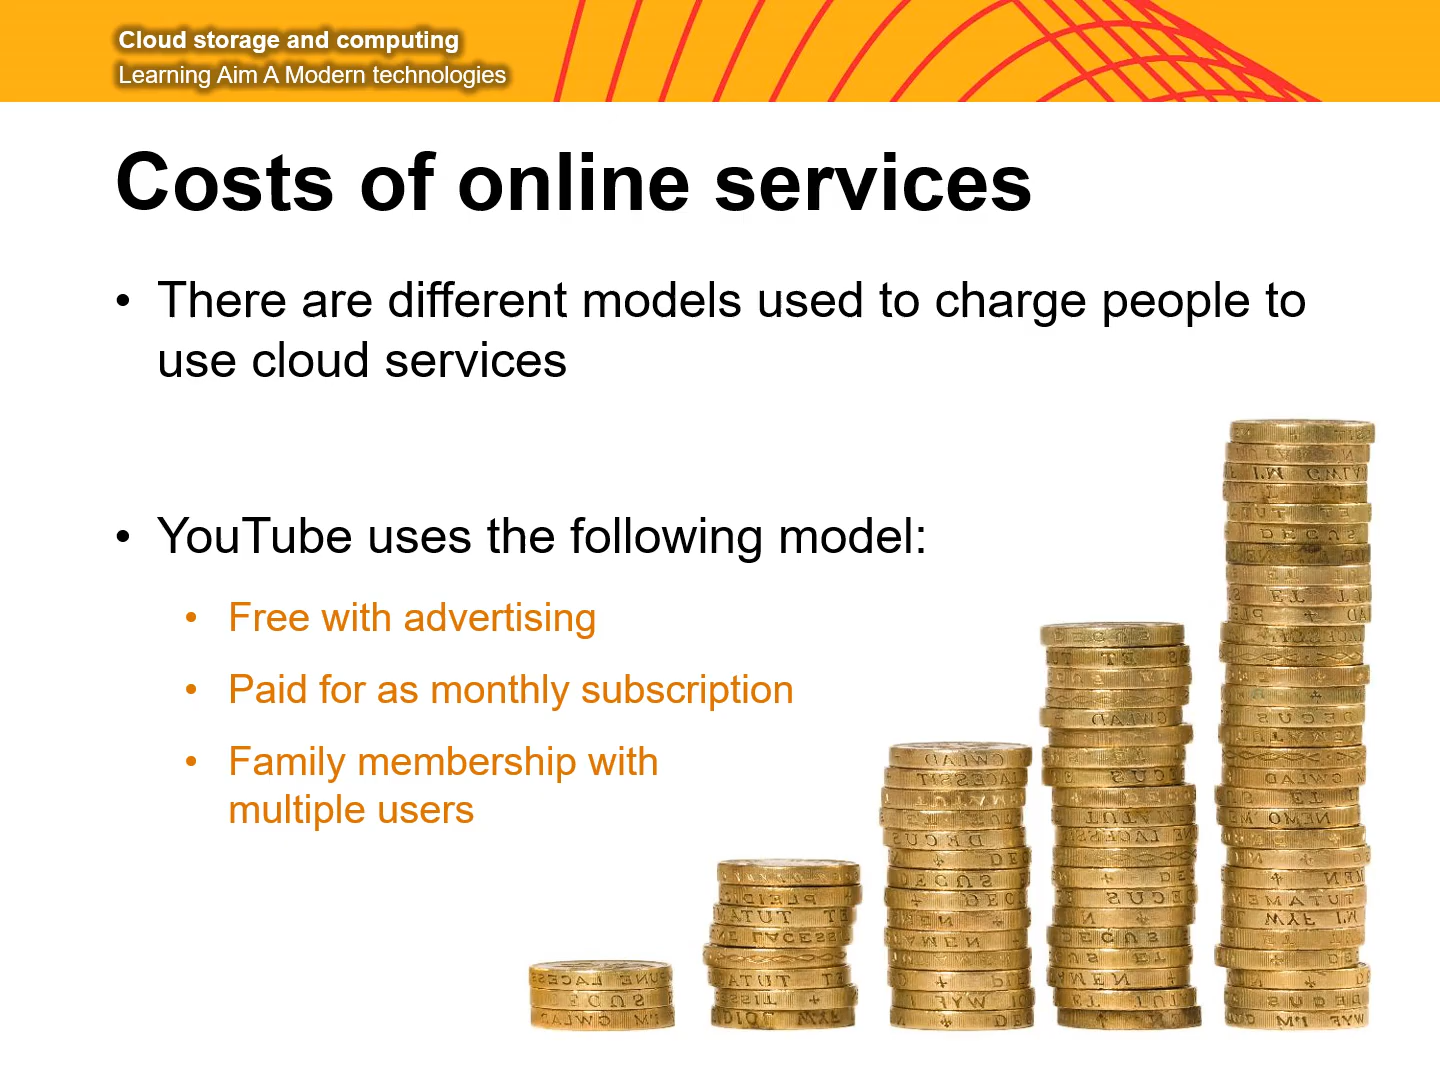 Cloud storage and computing
Learning Aim A Modern technologies
Costs of online services
• There are different models used to charge people to
use cloud services
• YouTube uses the following model:
• Free with advertising
• Paid for as monthly subscription
• Family membership with
multiple users